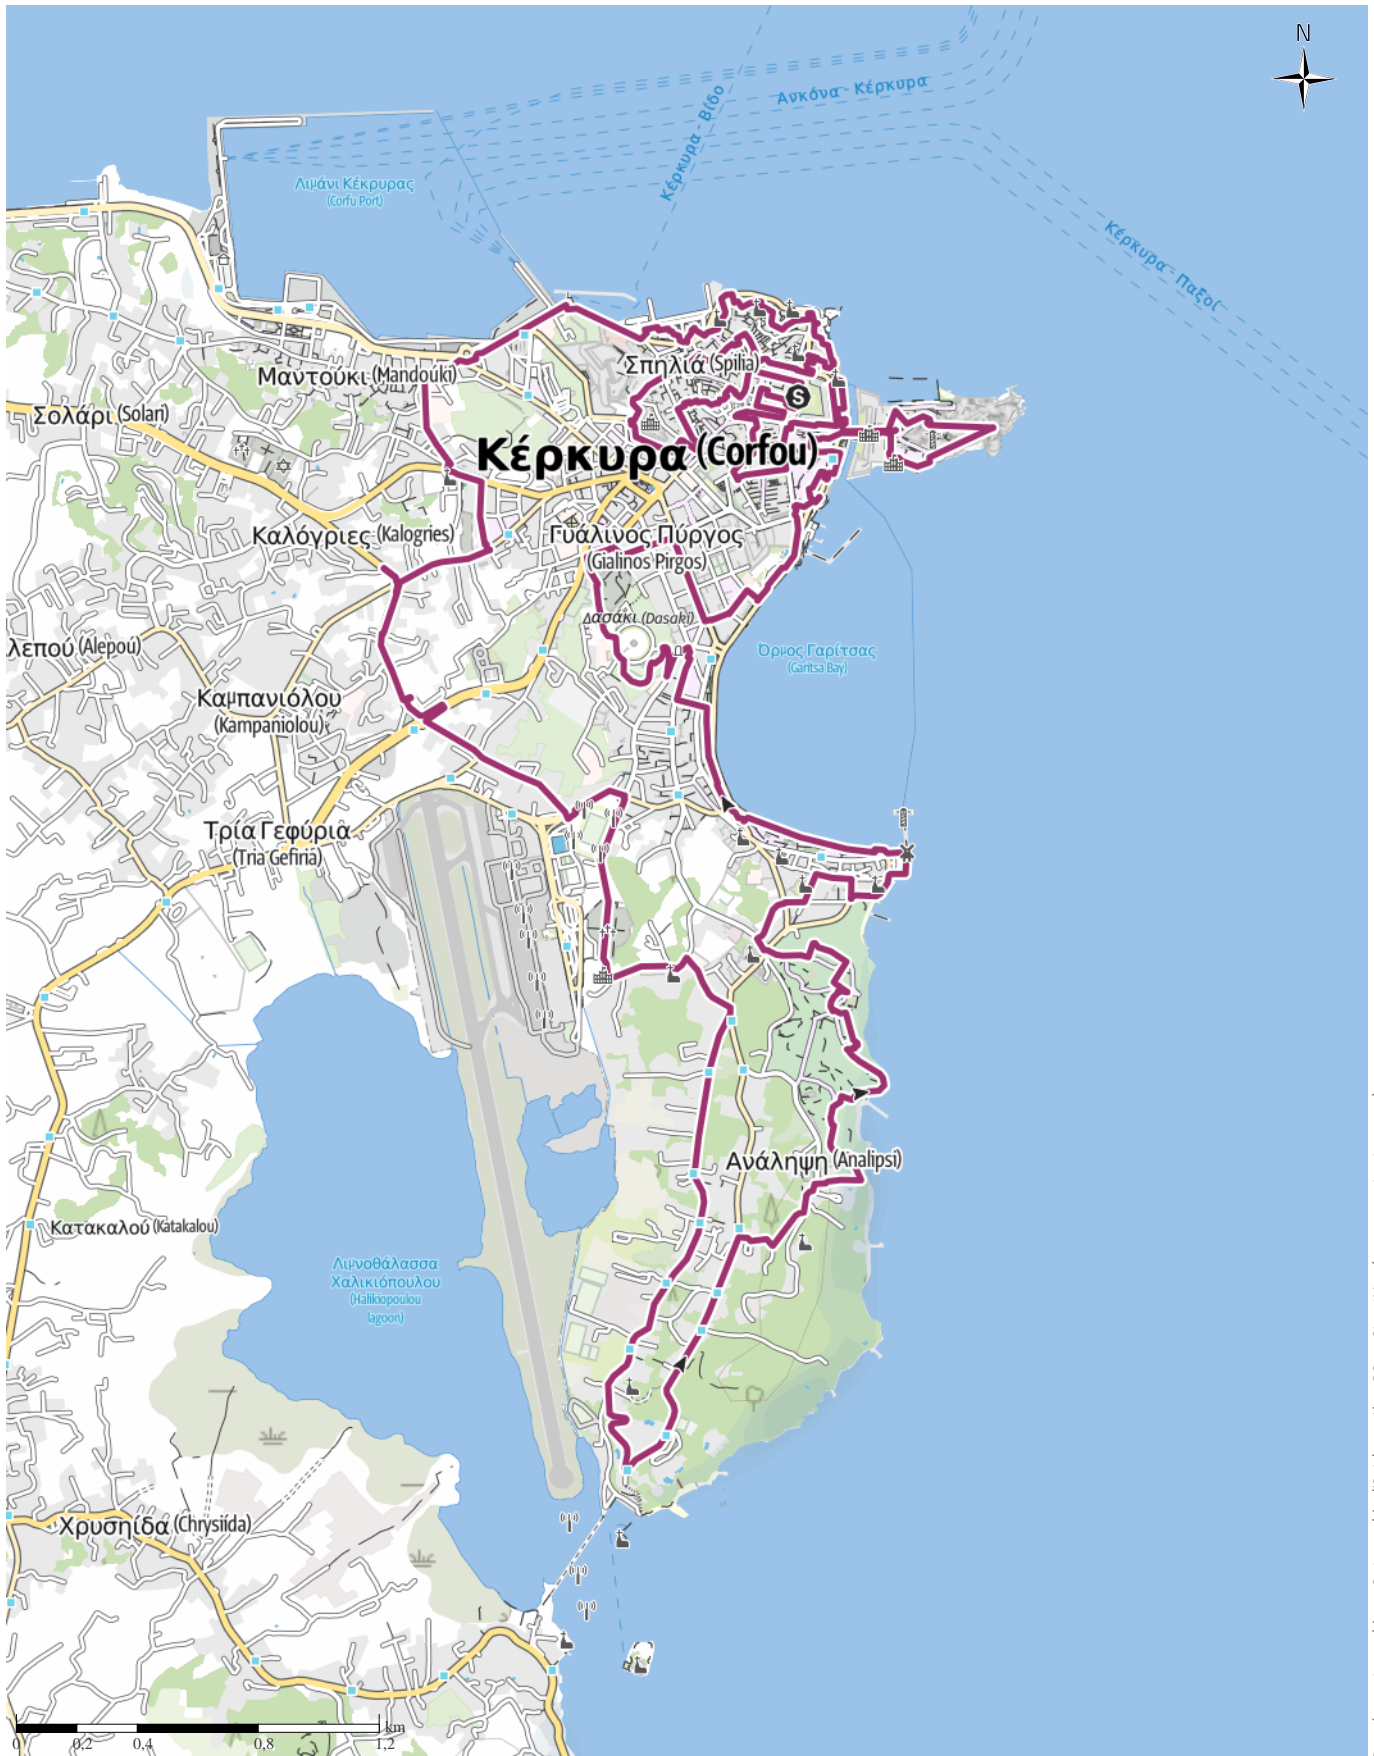 N
Ανκόνα - Κέρκυρα
Κέρκυρα - Βίδο
Λιμάνι Κέκρυρας
(Corfu Port)
Κέρκυρα - Παξοί
Μαντούκι (Mandouki)
Σπηλιά (Spilia)
S
Σολάρι (Solari)
Κέρκυρα (Corfou)
Καλόγριες (Kalogries)
Γυάλινος Πύργος
(Gialinos Pirgos)
Δασάκι (Dasaki)
λεπού (Alepou)
Όρμος Γαρίτσας
(Garitsa Bay)
Καμπανιόλου
(Kampaniolou)
Τρία Γεφύρια
(Tria Gefiria)
Ανάληψη (Analipsi)
Κατακαλού (Katakalou)
Λιμνοθάλασσα
Χαλικιόπουλου
(Halikiopoulou
lagoon)
Χρυσηίδα (Chrysiida)
km
0 0,2 0,4 0,8 1,2